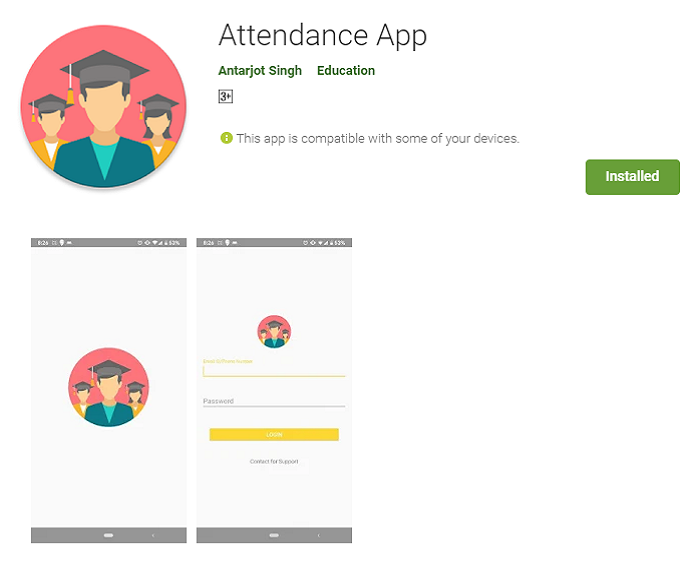 Attendance App
Antarjot Singh Education
3+
This app is compatible with some of your devices.
Installed
8:26 53%
8:26 53%
Email Id/Phone Number
Password
LOGIN
Contact For Support